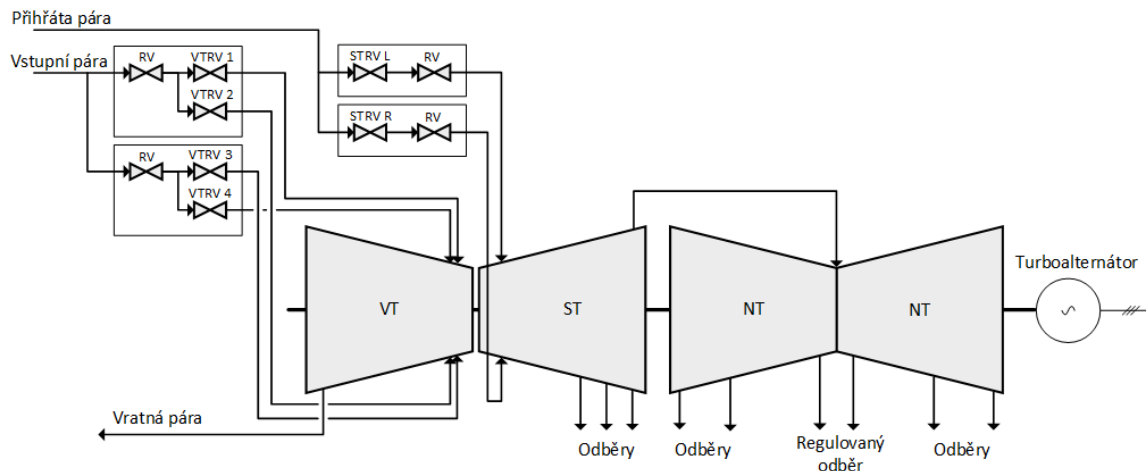 Přihřátá pára
Vstupní pára
RV
VTRV 1
VTRV 2
RV
VTRV 3
VTRV 4
STRV L
RV
STRV R
RV
VT
ST
NT
NT
Turboalternátor
Vratná pára
Odběry
Odběry
Regulovaný
odběr
Odběry